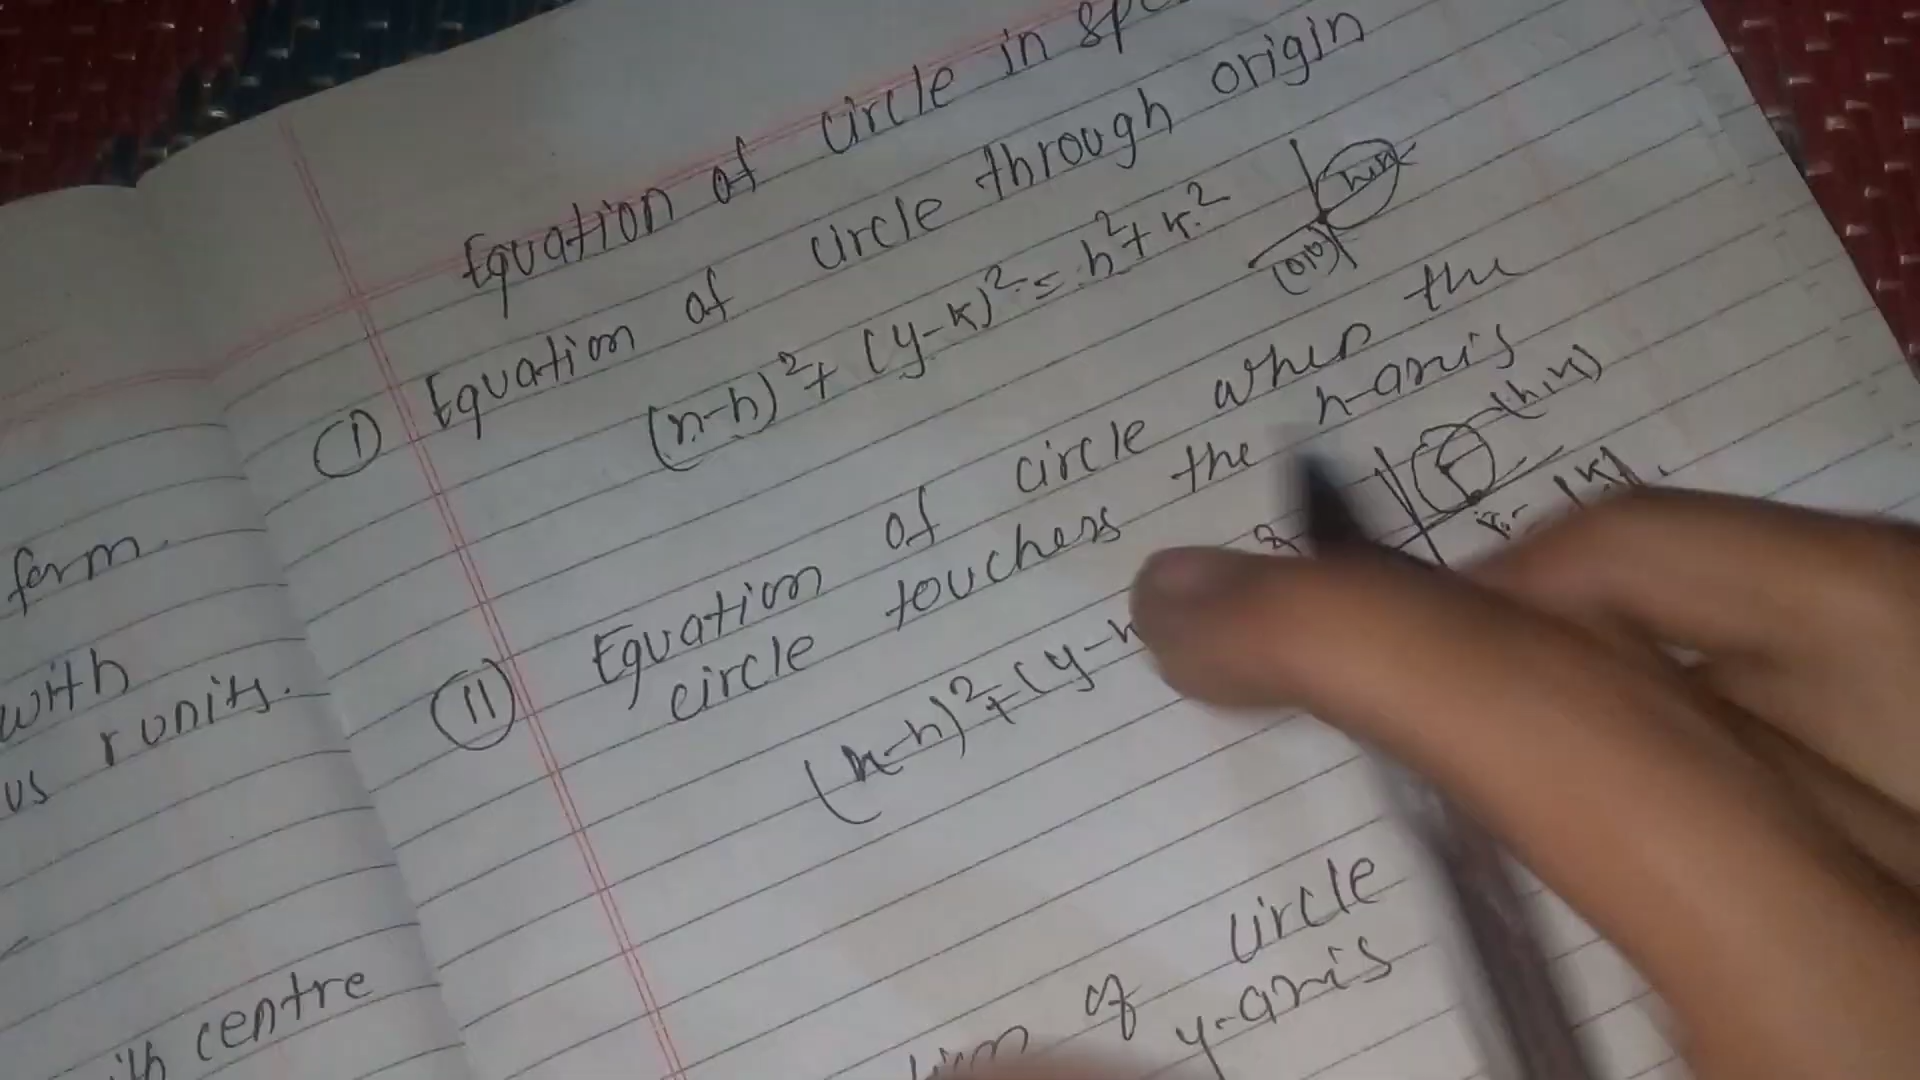 form.
with
us r units.
centre
Equation of circle in
(I) Equation of circle through origin
(x-h)²+(y-k)²=h²+k²
(h,k)
(0,0)
(II) Equation of circle when the
circle touches the x-axis
(h,k)
r
(x-h)²+(y-
2
of circle
y-axis